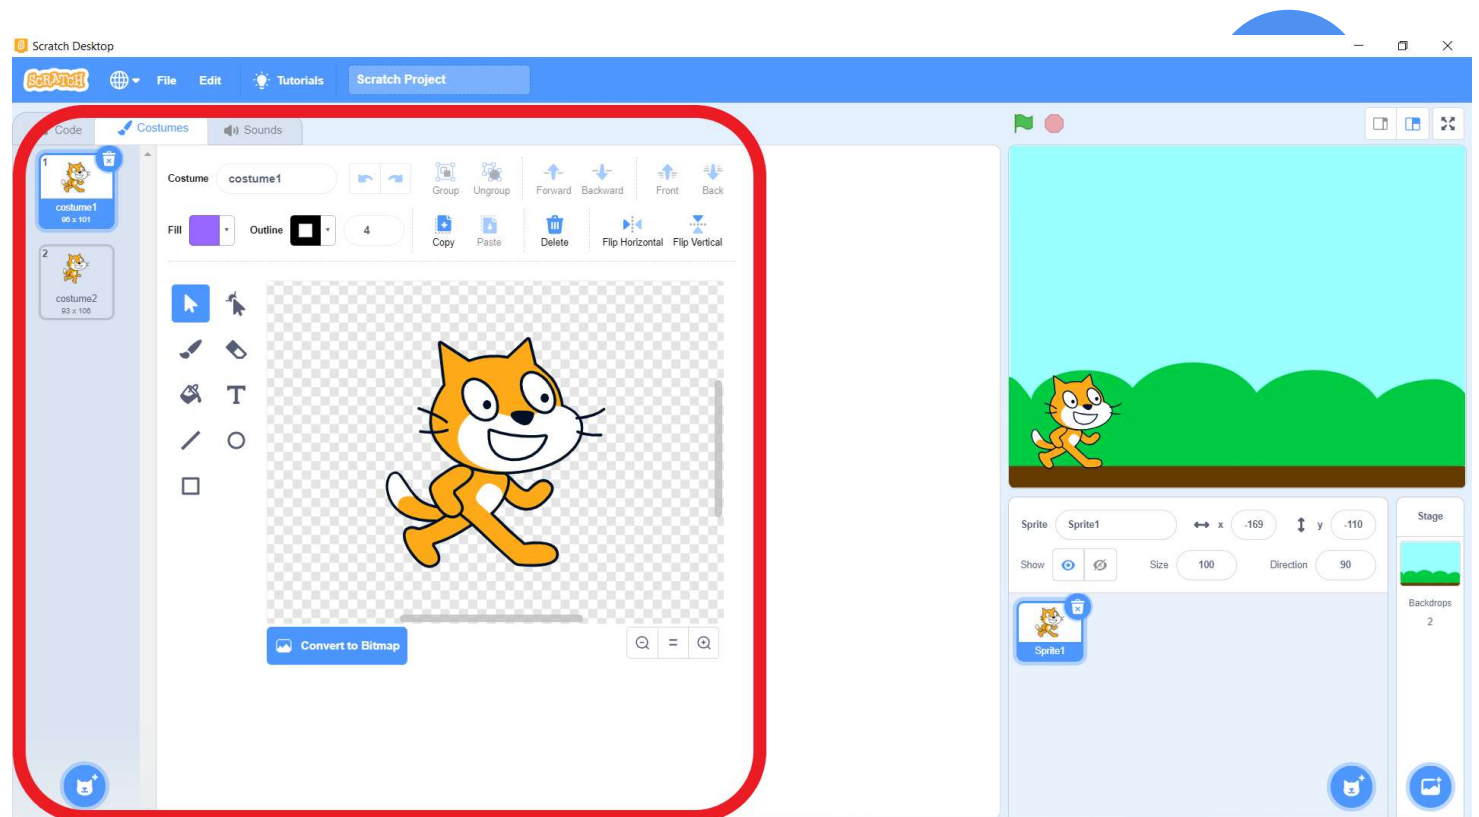 Scratch Desktop
SCRATCH File Edit Tutorials Scratch Project
Code Costumes Sounds
1
costume1
96 x 101
2
costume2
93 x 106
Costume costume1
Group Ungroup Forward Backward Front Back
Fill Outline 4
Copy Paste Delete Flip Horizontal Flip Vertical
T
Convert to Bitmap
Sprite Sprite1 x -169 y -110
Show Size 100 Direction 90
Sprite1
Stage
Backdrops
2